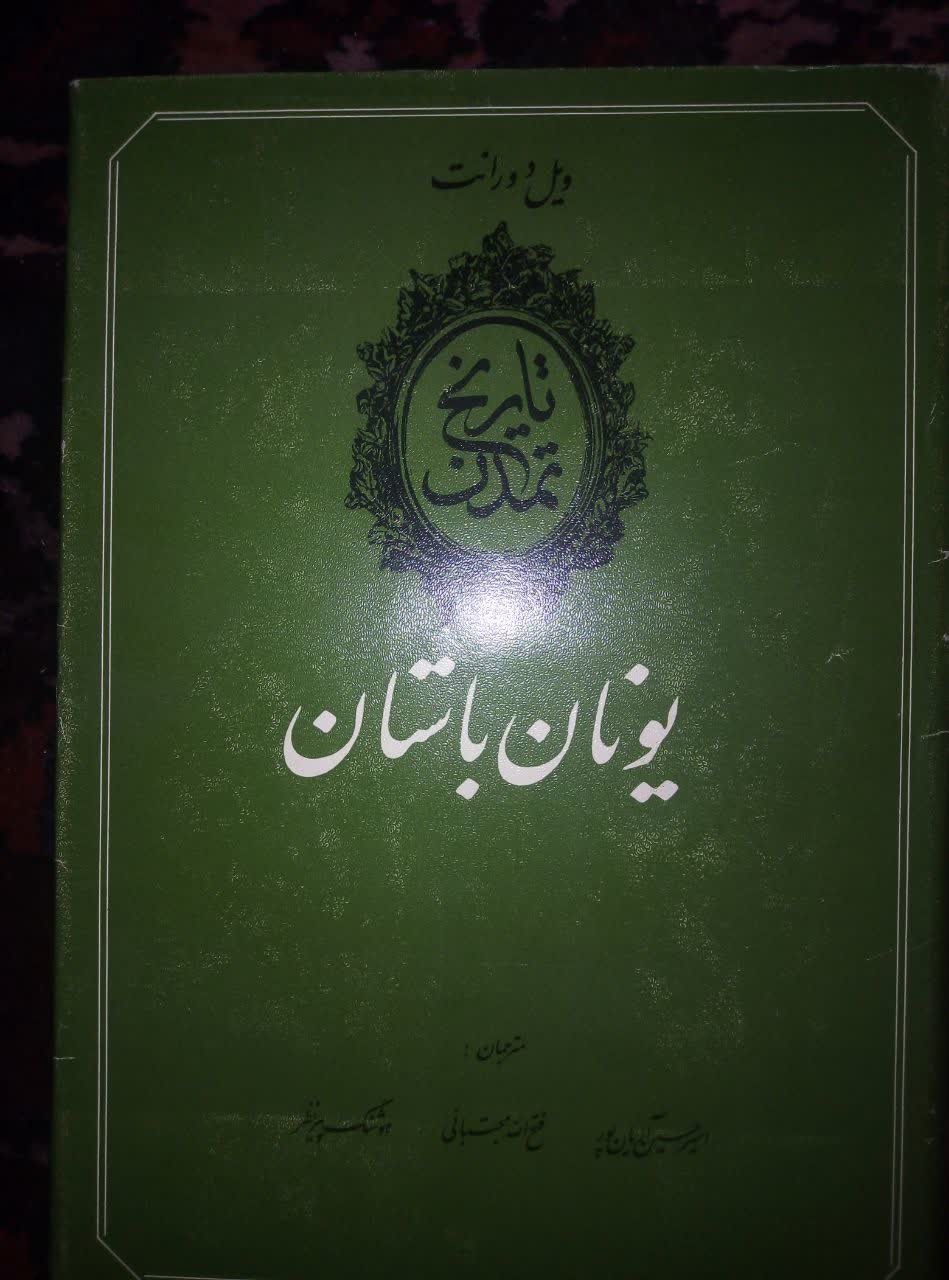 ویل دورانت
تاریخ
تمدن
یونان باستان
مترجمان :
امیرحسین آریان‌پور فتح‌الله مجتبائی هوشنگ پیرنظر